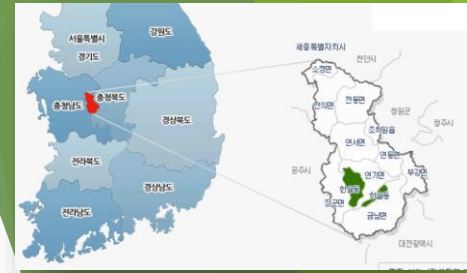 서울특별시
경기도
강원도
충청남도
충청북도
경상북도
전라북도
경상남도
전라남도
세종특별자치시
천안시
소정면
전의면
전동면
청원군
청주시
조치원읍
연서면
연동면
공주시
연기면
부강면
한솔동
한솔동
장군면
금남면
대전광역시